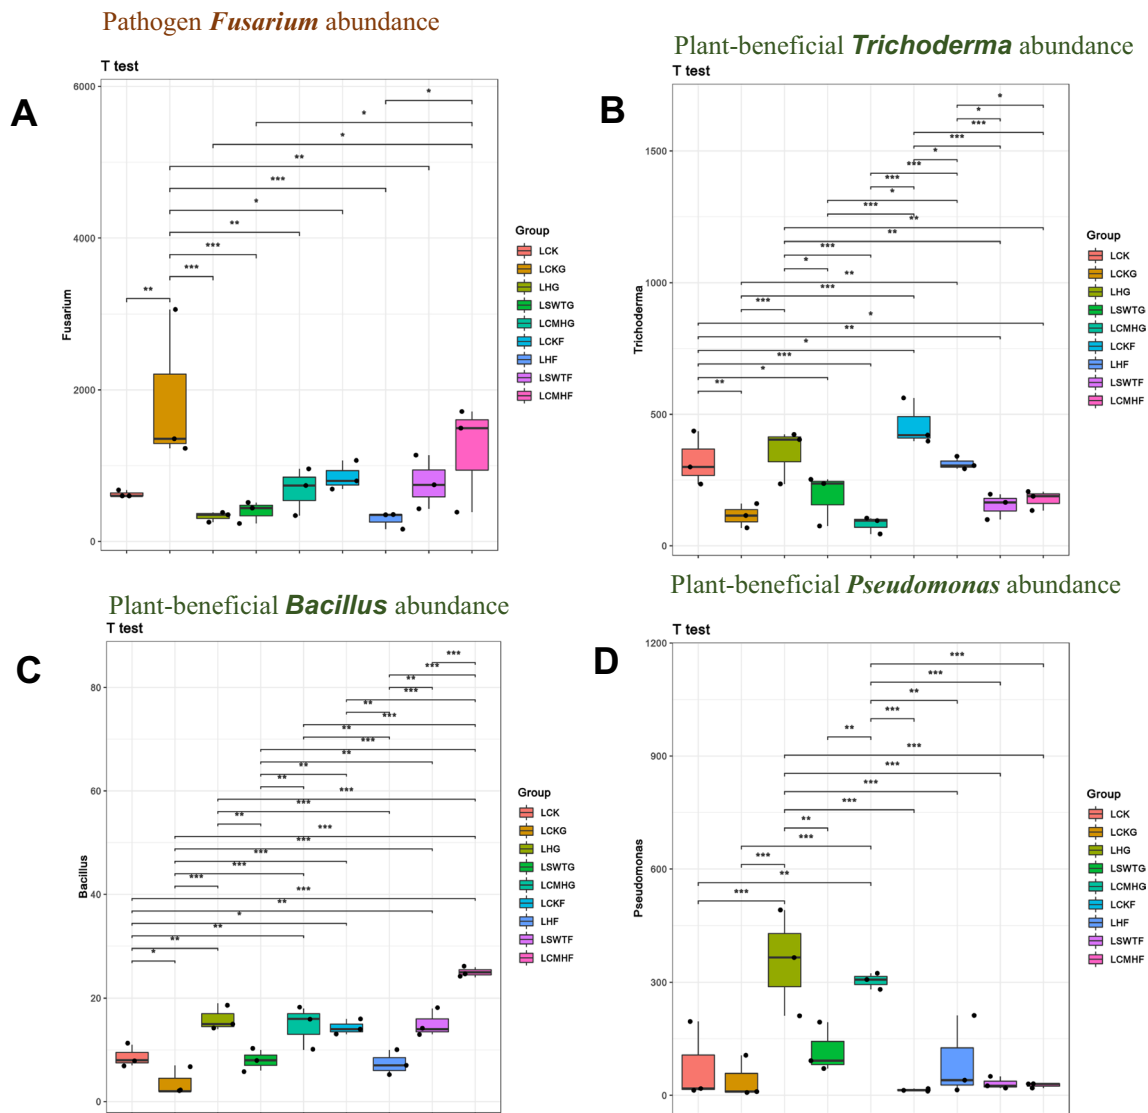 Pathogen Fusarium abundance
A
T test
6000
4000
2000
0
Fusarium
*
*
*
**
***
*
**
***
***
**
Group
LCK
LCKG
LHG
LSWTG
LCMHG
LCKF
LHF
LSWTF
LCMHF
Plant-beneficial Trichoderma abundance
B
T test
1500
1000
500
0
Trichoderma
*
*
***
***
*
***
***
*
***
**
**
***
*
**
***
***
*
**
*
***
*
**
Group
LCK
LCKG
LHG
LSWTG
LCMHG
LCKF
LHF
LSWTF
LCMHF
Plant-beneficial Bacillus abundance
C
T test
80
60
40
20
0
Bacillus
***
***
**
***
**
***
**
***
**
**
**
***
***
**
***
***
***
***
***
***
**
*
**
**
*
Group
LCK
LCKG
LHG
LSWTG
LCMHG
LCKF
LHF
LSWTF
LCMHF
Plant-beneficial Pseudomonas abundance
D
T test
1200
900
600
300
0
Pseudomonas
***
***
**
***
**
***
***
***
***
**
***
***
**
***
Group
LCK
LCKG
LHG
LSWTG
LCMHG
LCKF
LHF
LSWTF
LCMHF